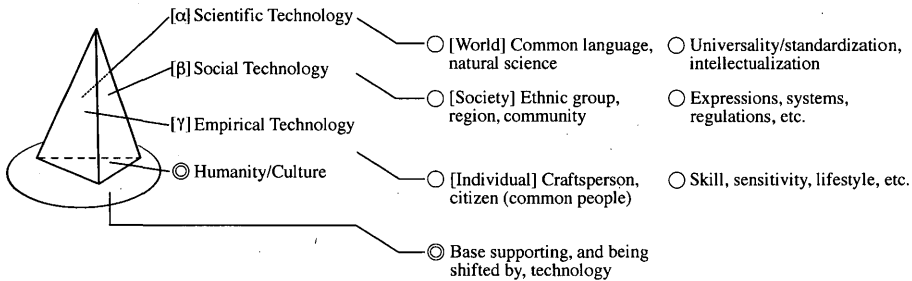 [α] Scientific Technology
[World] Common language,
natural science
Universality/standardization,
intellectualization
[β] Social Technology
[Society] Ethnic group,
region, community
Expressions, systems,
regulations, etc.
[γ] Empirical Technology
[Individual] Craftsperson,
citizen (common people)
Skill, sensitivity, lifestyle, etc.
Humanity/Culture
Base supporting, and being
shifted by, technology